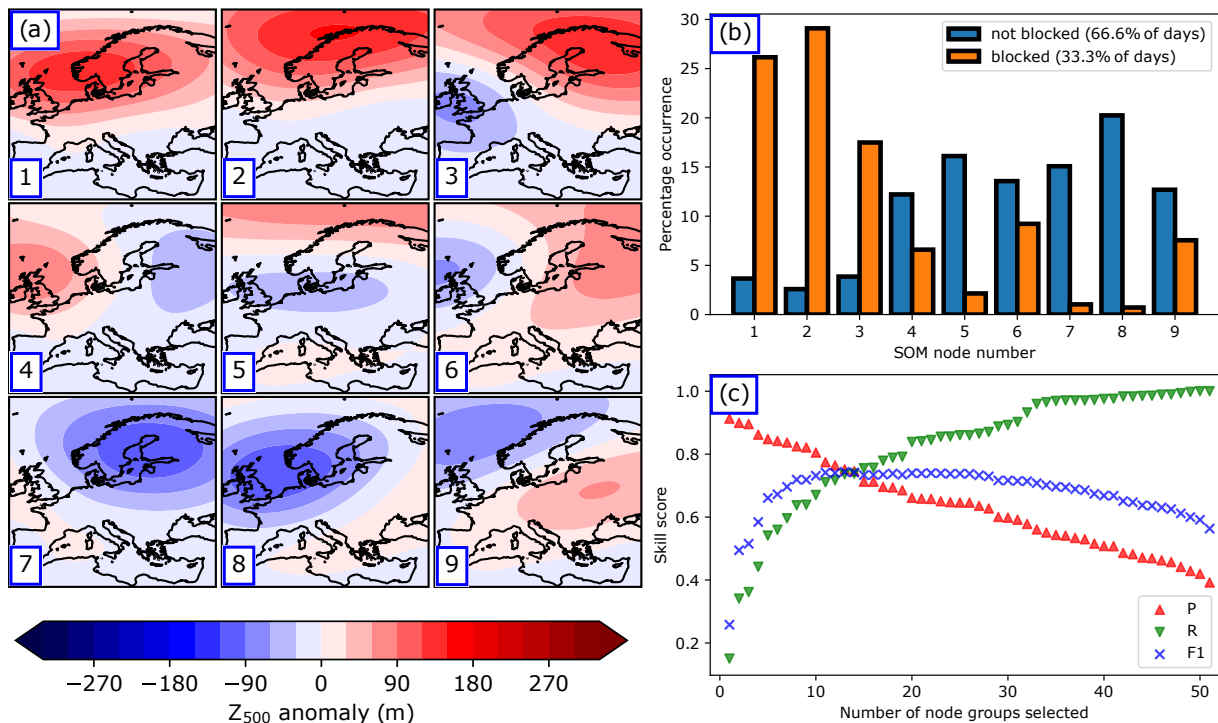 (a)
1
2
3
4
5
6
7
8
9
−270 −180 −90 0 90 180 270
Z500 anomaly (m)
(b)
not blocked (66.6% of days)
blocked (33.3% of days)
Percentage occurrence
30
25
20
15
10
5
0
1 2 3 4 5 6 7 8 9
SOM node number
(c)
Skill score
1.0
0.8
0.6
0.4
0.2
P
R
F1
0 10 20 30 40 50
Number of node groups selected